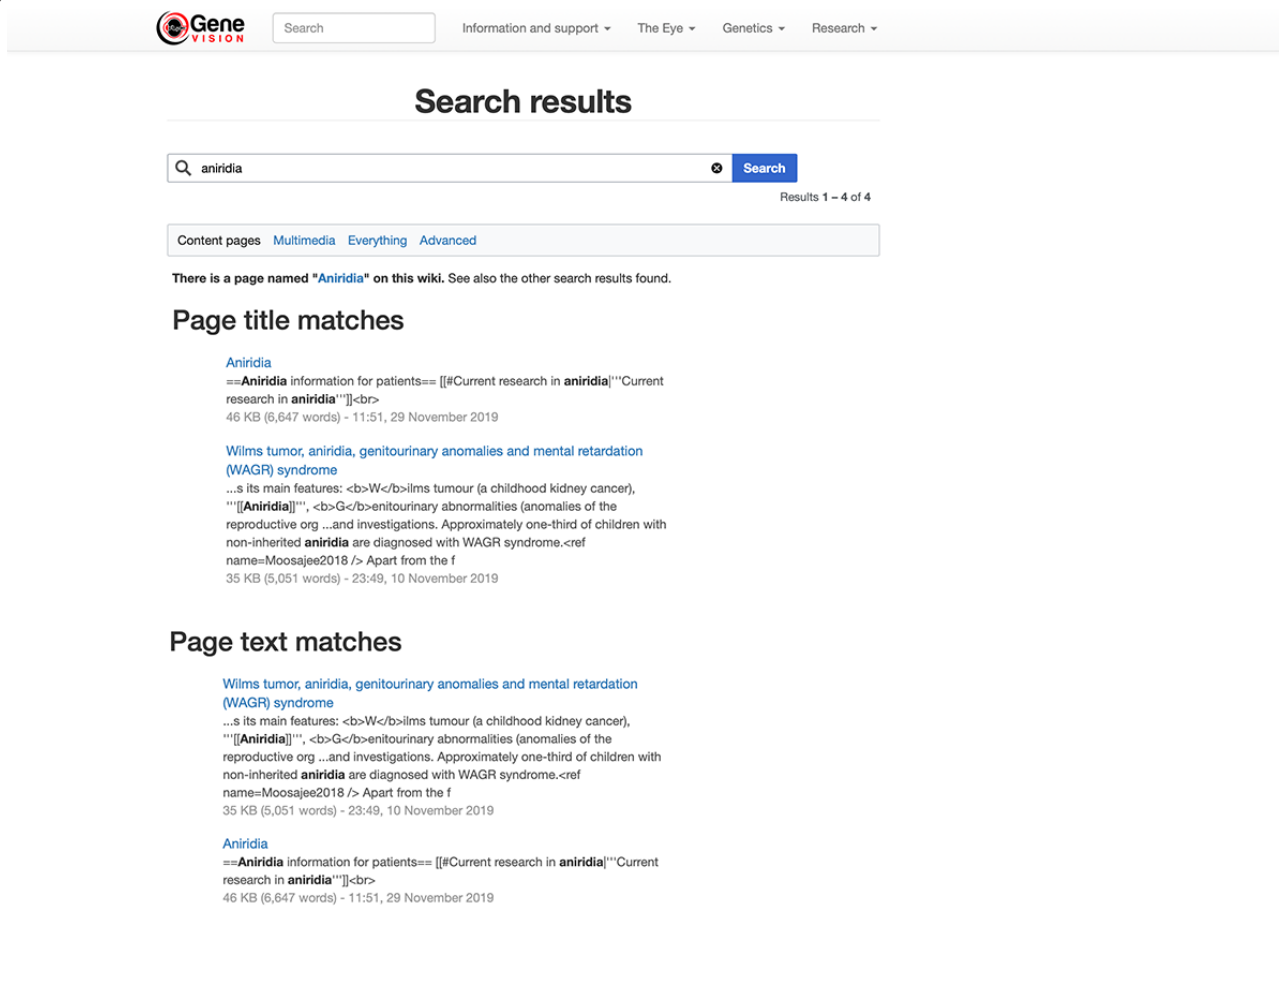 Gene
VISION
Search
Information and support
The Eye
Genetics
Research
Search results
aniridia
Search
Results 1 – 4 of 4
Content pages Multimedia Everything Advanced
There is a page named "Aniridia" on this wiki. See also the other search results found.
Page title matches
Aniridia
==Aniridia information for patients== [[#Current research in aniridia|'''Current
research in aniridia''']]<br>
46 KB (6,647 words) - 11:51, 29 November 2019
Wilms tumor, aniridia, genitourinary anomalies and mental retardation
(WAGR) syndrome
...s its main features: <b>W</b>ilms tumour (a childhood kidney cancer),
'''[[Aniridia]]''', <b>G</b>enitourinary abnormalities (anomalies of the
reproductive org ...and investigations. Approximately one-third of children with
non-inherited aniridia are diagnosed with WAGR syndrome.<ref
name=Moosajee2018 /> Apart from the f
35 KB (5,051 words) - 23:49, 10 November 2019
Page text matches
Wilms tumor, aniridia, genitourinary anomalies and mental retardation
(WAGR) syndrome
...s its main features: <b>W</b>ilms tumour (a childhood kidney cancer),
'''[[Aniridia]]''', <b>G</b>enitourinary abnormalities (anomalies of the
reproductive org ...and investigations. Approximately one-third of children with
non-inherited aniridia are diagnosed with WAGR syndrome.<ref
name=Moosajee2018 /> Apart from the f
35 KB (5,051 words) - 23:49, 10 November 2019
Aniridia
==Aniridia information for patients== [[#Current research in aniridia|'''Current
research in aniridia''']]<br>
46 KB (6,647 words) - 11:51, 29 November 2019